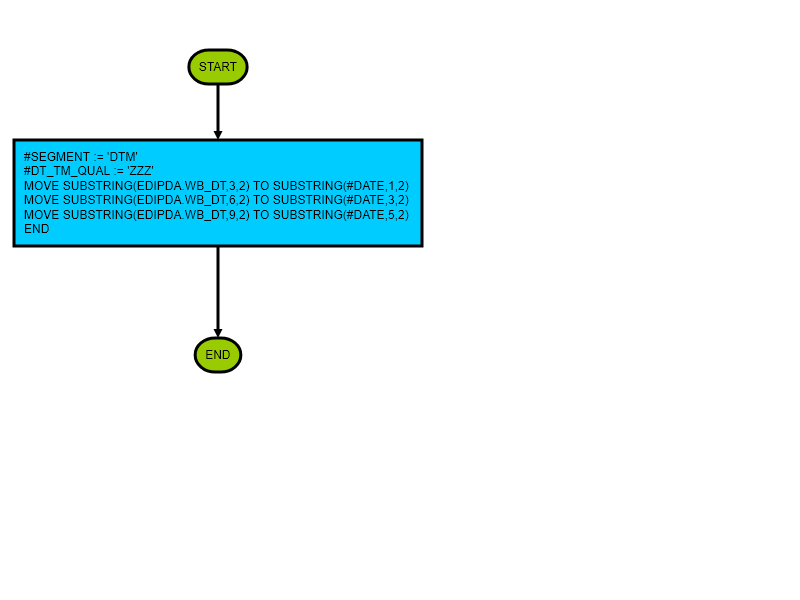 START
#SEGMENT := 'DTM'
#DT_TM_QUAL := 'ZZZ'
MOVE SUBSTRING(EDIPDA.WB_DT,3,2) TO SUBSTRING(#DATE,1,2)
MOVE SUBSTRING(EDIPDA.WB_DT,6,2) TO SUBSTRING(#DATE,3,2)
MOVE SUBSTRING(EDIPDA.WB_DT,9,2) TO SUBSTRING(#DATE,5,2)
END
END